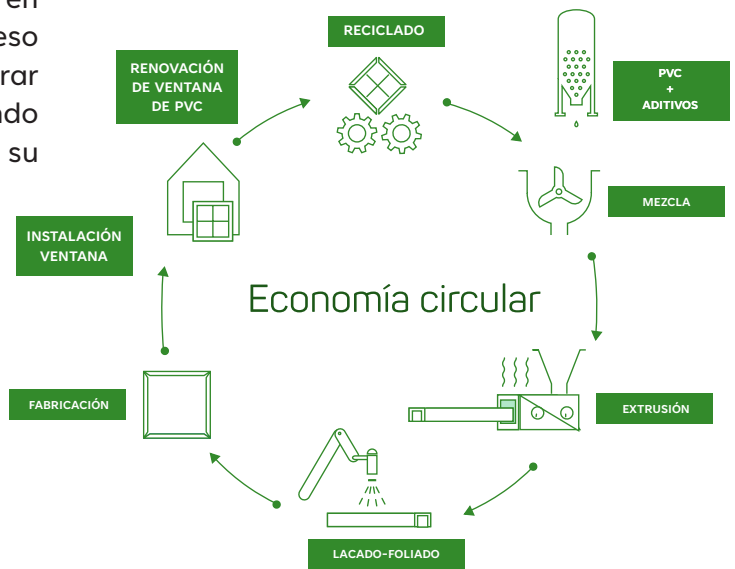 en
eso
rar
ndo
su
RECICLADO
PVC
+
ADITIVOS
MEZCLA
EXTRUSIÓN
LACADO-FOLIADO
FABRICACIÓN
INSTALACIÓN
VENTANA
RENOVACIÓN
DE VENTANA
DE PVC
Economía circular